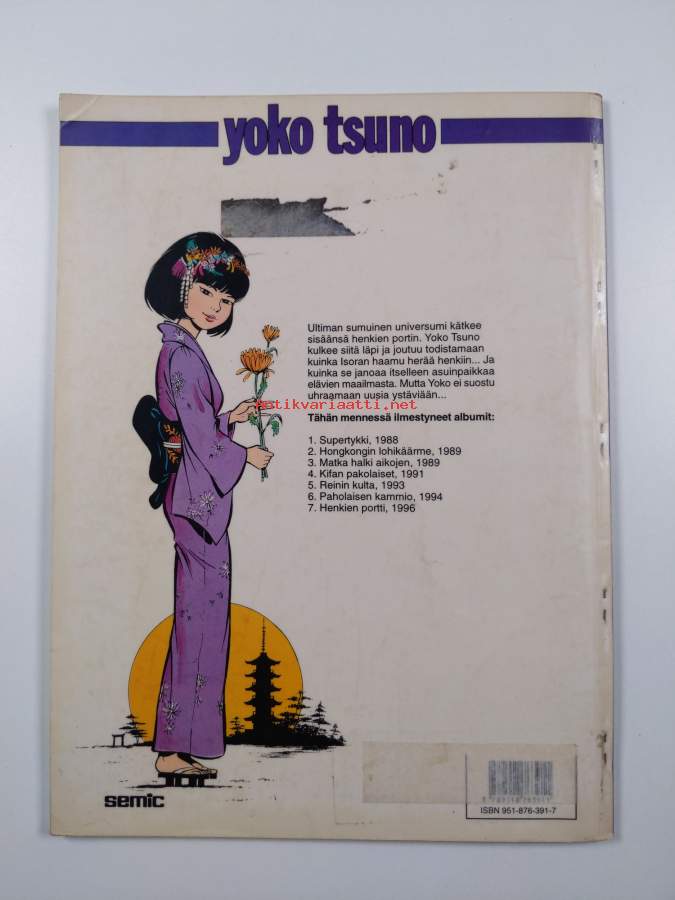 yoko tsuno
Ultiman sumuinen universumi kätkee
sisäänsä henkien portin. Yoko Tsuno
kulkee siitä läpi ja joutuu todistamaan
kuinka Isoran haamu herää henkiin... Ja
kuinka se janoaa itselleen asuinpaikkaa
elävien maailmasta. Mutta Yoko ei suostu
uhraamaan uusia ystäviään...
antikvariaatti.net
Tähän mennessä ilmestyneet albumit:
1. Supertykki, 1988
2. Hongkongin lohikäärme, 1989
3. Matka halki aikojen, 1989
4. Kifan pakolaiset, 1991
5. Reinin kulta, 1993
6. Paholaisen kammio, 1994
7. Henkien portti, 1996
semic
ISBN 951-876-391-7